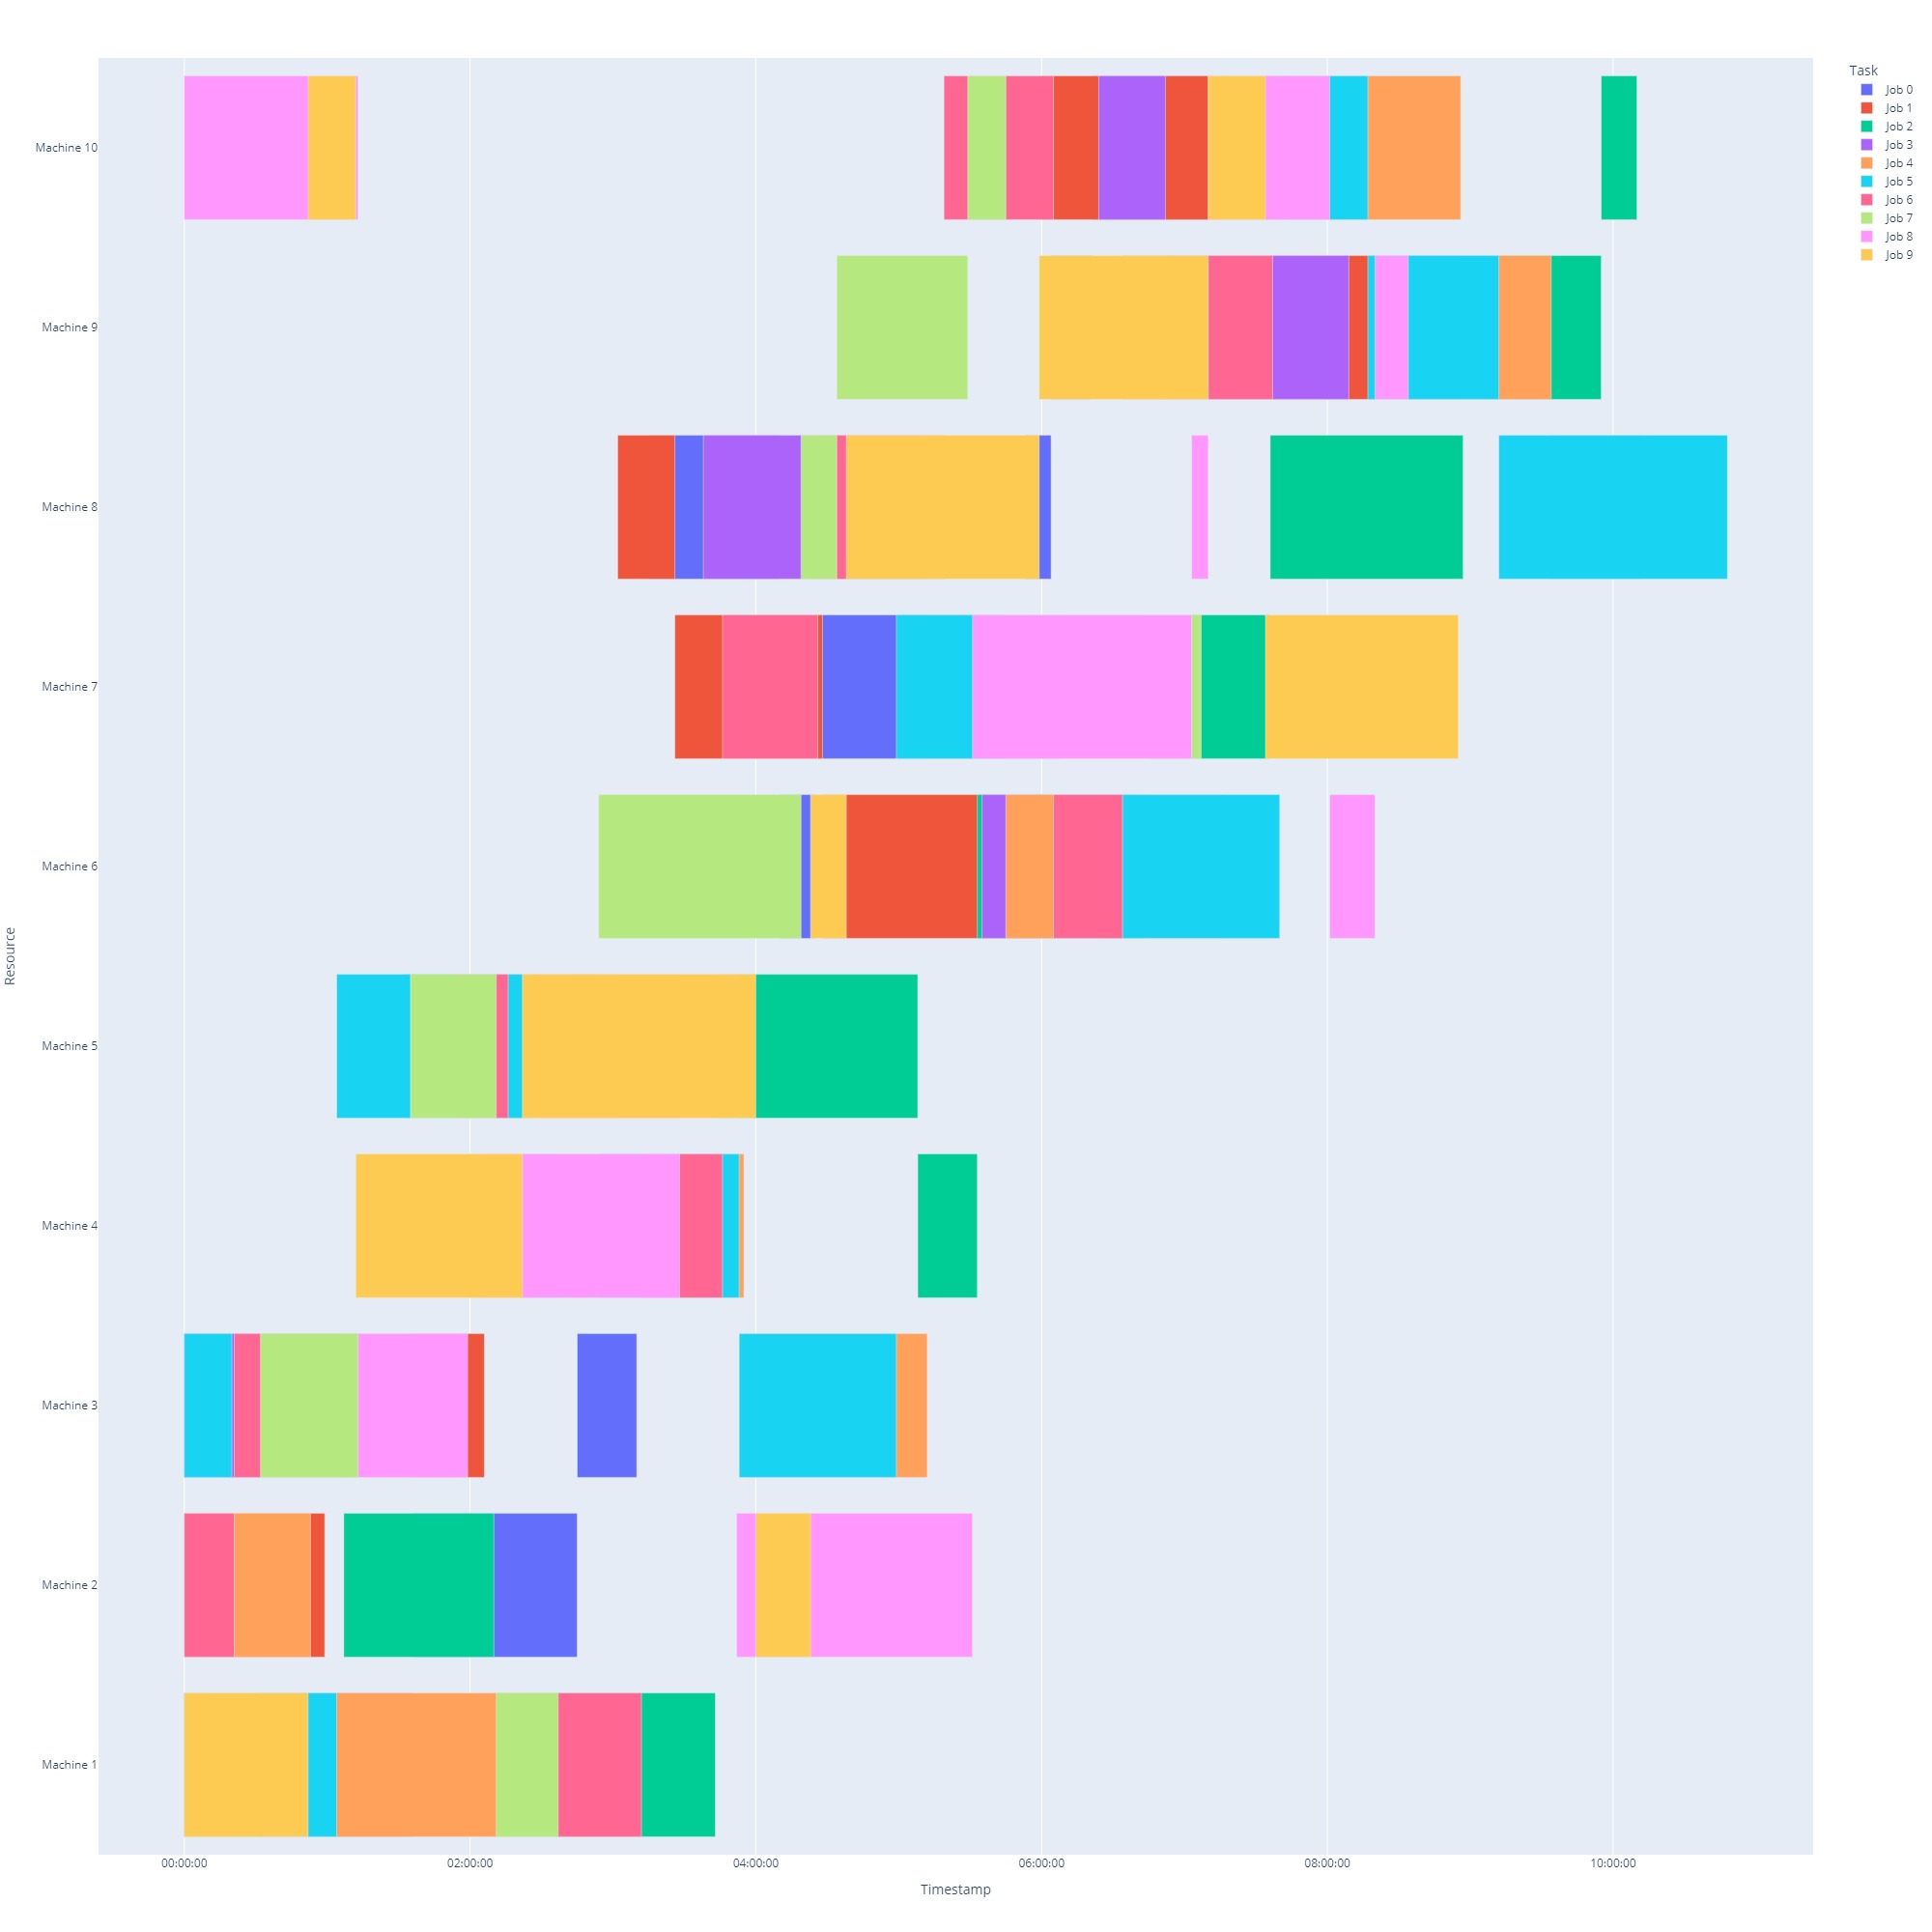 Task
Job 0
Job 1
Job 2
Job 3
Job 4
Job 5
Job 6
Job 7
Job 8
Job 9
Machine 10
Machine 9
Machine 8
Machine 7
Machine 6
Machine 5
Machine 4
Machine 3
Machine 2
Machine 1
Resource
00:00:00 02:00:00 04:00:00 06:00:00 08:00:00 10:00:00
Timestamp